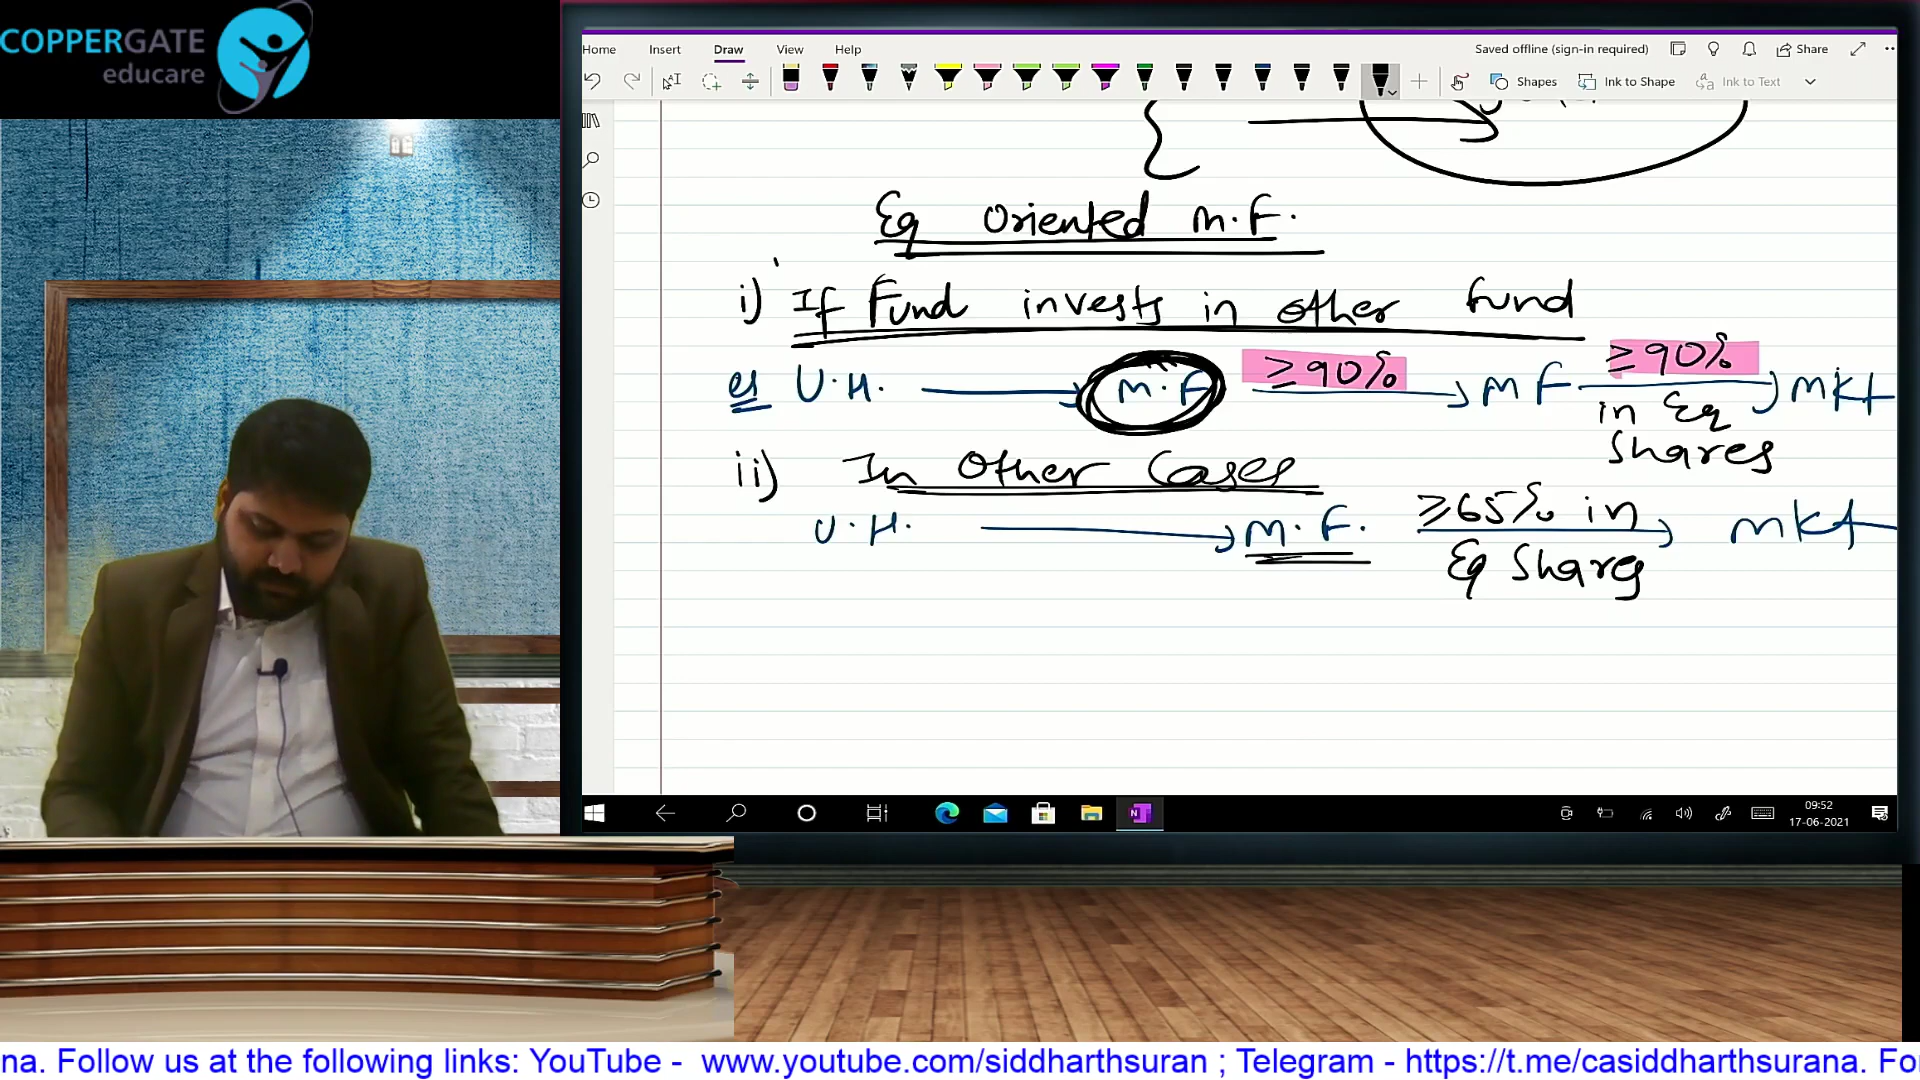 COPPERGATE
educare
Home Insert Draw View Help Saved offline (sign-in required) Share
Shapes Ink to Shape Ink to Text
Eq Oriented M.F.
i) If Fund invests in other fund
eg U.H. M.F ≥90% MF ≥90% mkt
in Eq
Shares
ii) In Other Cases
U.H. M.F. ≥65% in mkt
Eq Shares
09:52
17-06-2021
na. Follow us at the following links: YouTube - www.youtube.com/siddharthsuran ; Telegram - https://t.me/casiddharthsurana. Fo